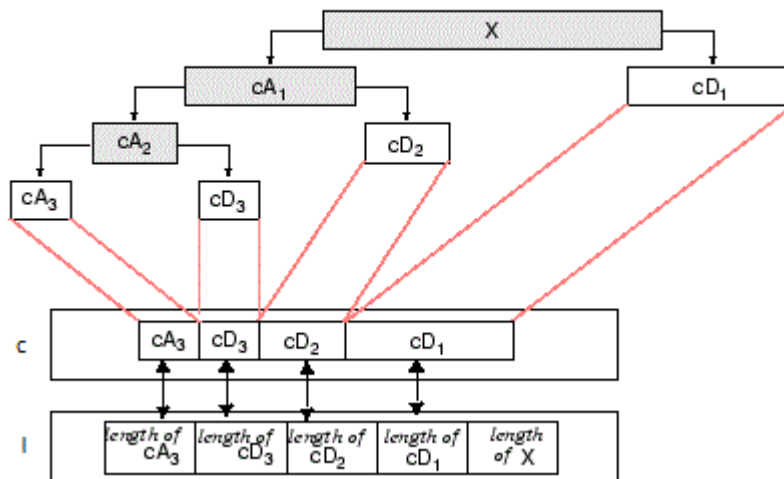 X
cA₁
cD₁
cA₂
cD₂
cA₃
cD₃
c
cA₃ cD₃ cD₂ cD₁
l
length of cA₃
length of cD₃
length of cD₂
length of cD₁
length of X